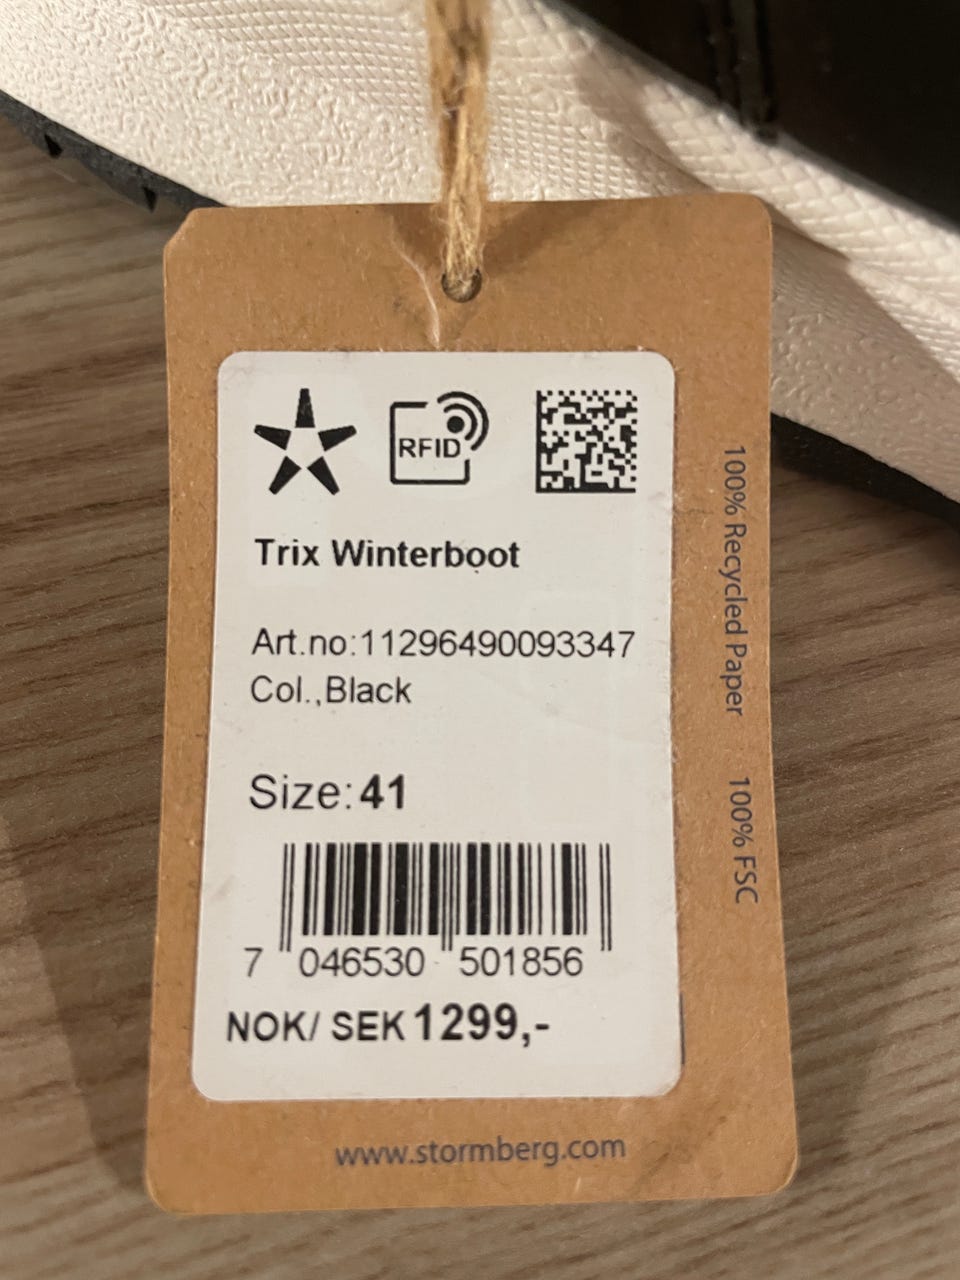 RFID
Trix Winterboot
Art.no:11296490093347
Col.,Black
Size: 41
7 046530 501856
NOK/ SEK 1299,-
www.stormberg.com
100% Recycled Paper 100% FSC